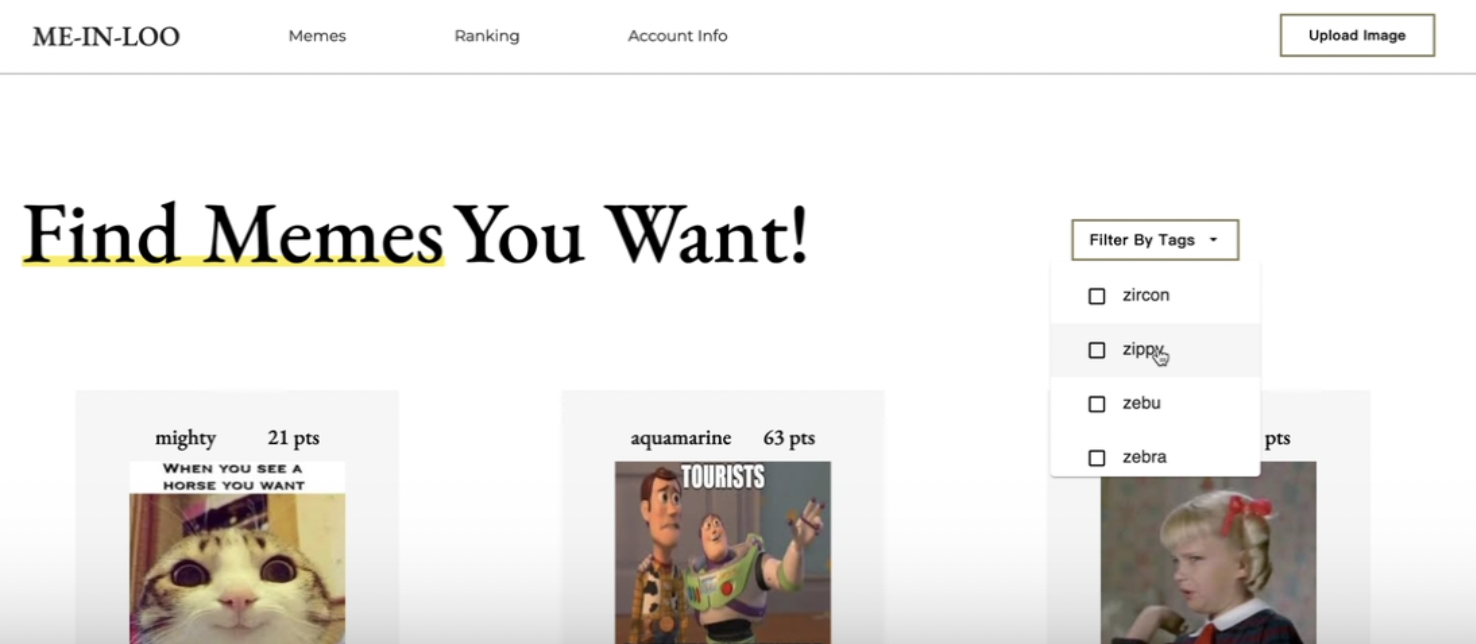 ME-IN-LOO Memes Ranking Account Info Upload Image
Find Memes You Want!
Filter By Tags
zircon
zippy
zebu
zebra
mighty 21 pts
WHEN YOU SEE A
HORSE YOU WANT
aquamarine 63 pts
TOURISTS
pts